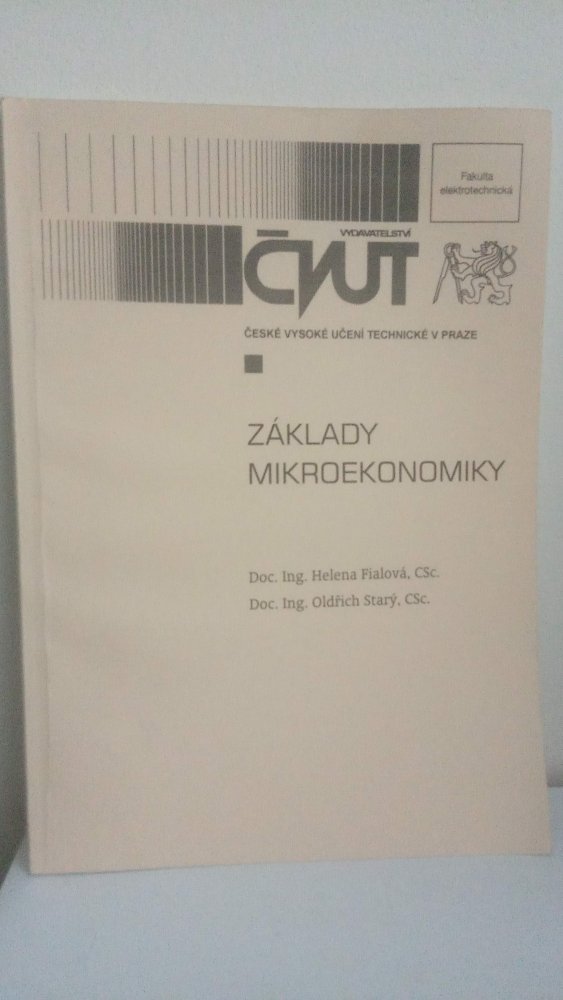 Fakulta
elektrotechnická
VYDAVATELSTVÍ
ČVUT
ČESKÉ VYSOKÉ UČENÍ TECHNICKÉ V PRAZE
ZÁKLADY
MIKROEKONOMIKY
Doc. Ing. Helena Fialová, CSc.
Doc. Ing. Oldřich Starý, CSc.